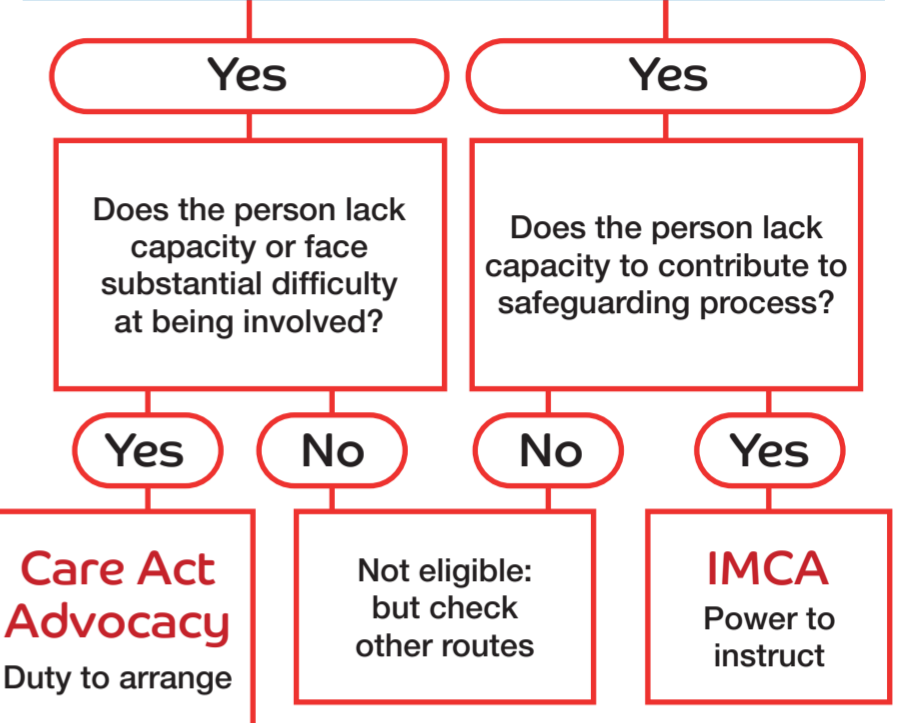 Yes
Yes
Does the person lack
capacity or face
substantial difficulty
at being involved?
Does the person lack
capacity to contribute to
safeguarding process?
Yes
No
No
Yes
Care Act
Advocacy
Duty to arrange
Not eligible:
but check
other routes
IMCA
Power to
instruct